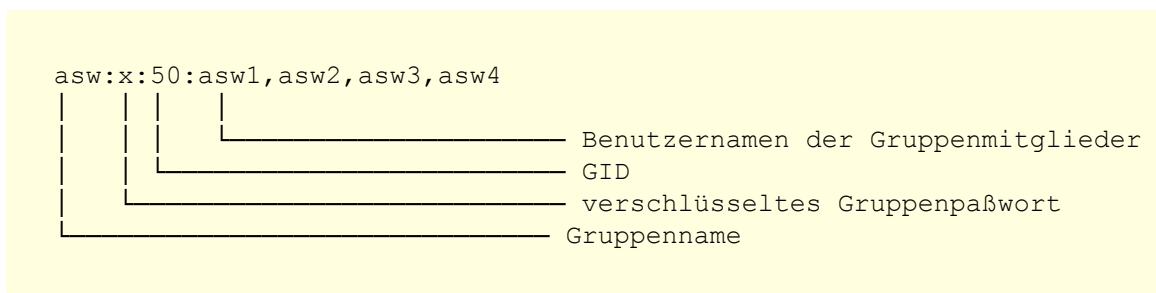 asw:x:50:asw1,asw2,asw3,asw4
Benutzernamen der Gruppenmitglieder
GID
verschlüsseltes Gruppenpaßwort
Gruppenname